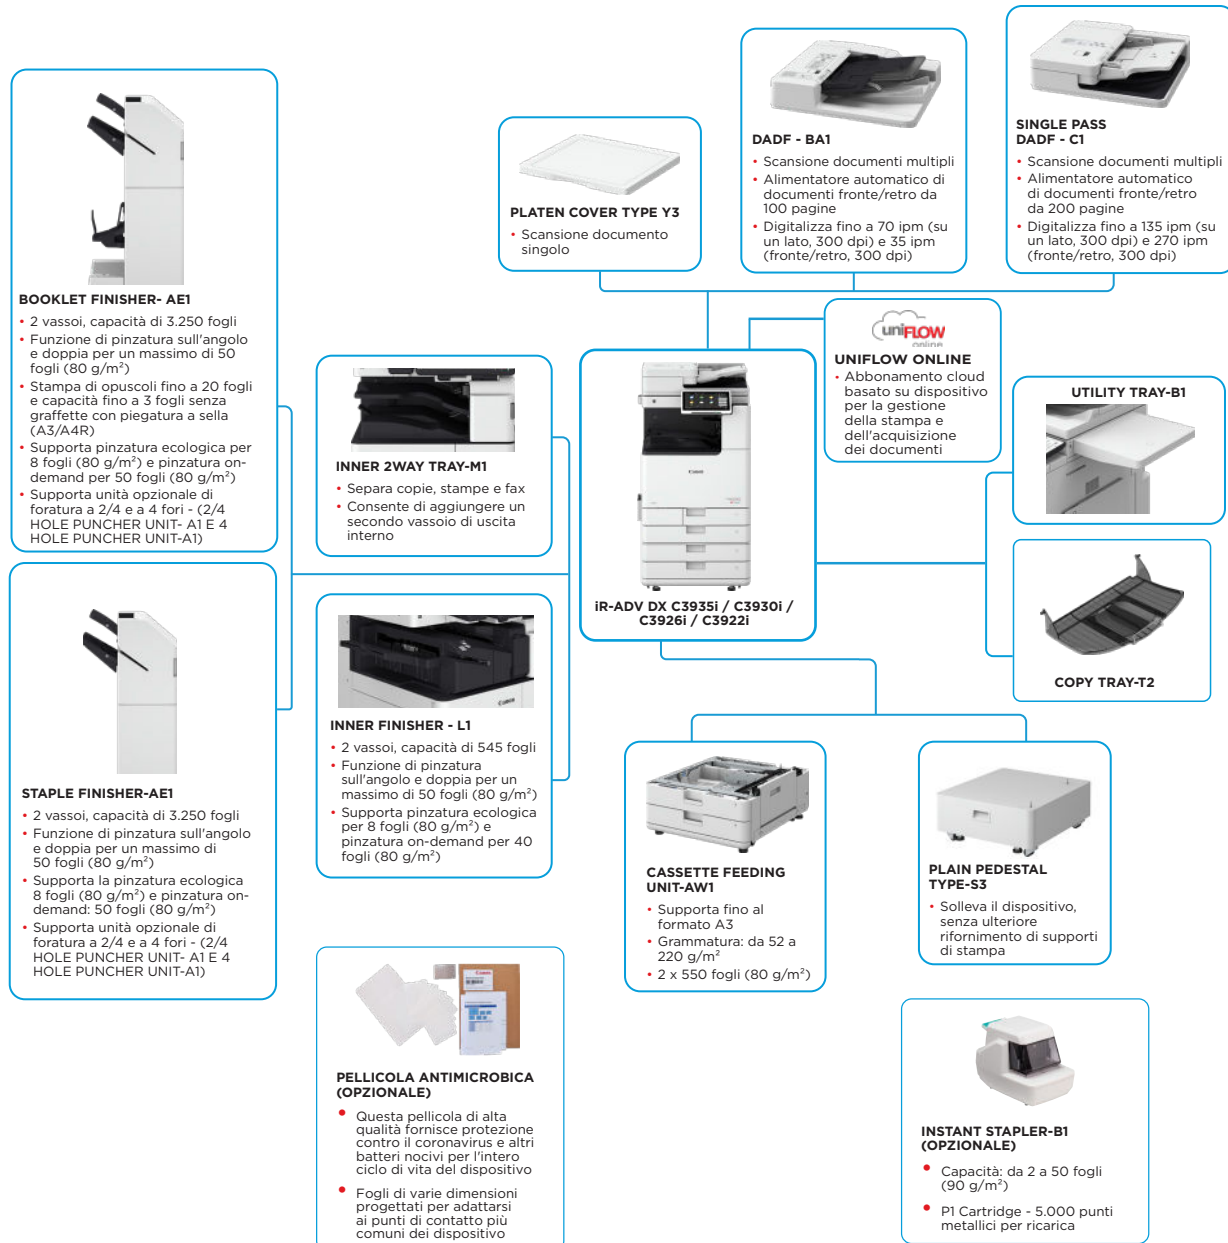 BOOKLET FINISHER- AE1
• 2 vassoi, capacità di 3.250 fogli
• Funzione di pinzatura sull'angolo
e doppia per un massimo di 50
fogli (80 g/m²)
• Stampa di opuscoli fino a 20 fogli
e capacità fino a 3 fogli senza
graffette con piegatura a sella
(A3/A4R)
• Supporta pinzatura ecologica per
8 fogli (80 g/m²) e pinzatura on-
demand per 50 fogli (80 g/m²)
• Supporta unità opzionale di
foratura a 2/4 e a 4 fori - (2/4
HOLE PUNCHER UNIT- A1 E 4
HOLE PUNCHER UNIT-A1)
STAPLE FINISHER-AE1
• 2 vassoi, capacità di 3.250 fogli
• Funzione di pinzatura sull'angolo
e doppia per un massimo di
50 fogli (80 g/m²)
• Supporta la pinzatura ecologica
8 fogli (80 g/m²) e pinzatura on-
demand: 50 fogli (80 g/m²)
• Supporta unità opzionale di
foratura a 2/4 e a 4 fori - (2/4
HOLE PUNCHER UNIT- A1 E 4
HOLE PUNCHER UNIT-A1)
INNER 2WAY TRAY-M1
• Separa copie, stampe e fax
• Consente di aggiungere un
secondo vassoio di uscita
interno
Canon
INNER FINISHER - L1
• 2 vassoi, capacità di 545 fogli
• Funzione di pinzatura
sull'angolo e doppia per un
massimo di 50 fogli (80 g/m²)
• Supporta pinzatura ecologica
per 8 fogli (80 g/m²) e
pinzatura on-demand per 40
fogli (80 g/m²)
PLATEN COVER TYPE Y3
• Scansione documento
singolo
DADF - BA1
• Scansione documenti multipli
• Alimentatore automatico di
documenti fronte/retro da
100 pagine
• Digitalizza fino a 70 ipm (su
un lato, 300 dpi) e 35 ipm
(fronte/retro, 300 dpi)
SINGLE PASS
DADF - C1
• Scansione documenti multipli
• Alimentatore automatico
di documenti fronte/retro
da 200 pagine
• Digitalizza fino a 135 ipm (su
un lato, 300 dpi) e 270 ipm
(fronte/retro, 300 dpi)
uniFLOW
online
UNIFLOW ONLINE
• Abbonamento cloud
basato su dispositivo
per la gestione
della stampa e
dell'acquisizione
dei documenti
Canon
iR-ADV DX C3935i / C3930i /
C3926i / C3922i
UTILITY TRAY-B1
COPY TRAY-T2
CASSETTE FEEDING
UNIT-AW1
• Supporta fino al
formato A3
• Grammatura: da 52 a
220 g/m²
• 2 x 550 fogli (80 g/m²)
PLAIN PEDESTAL
TYPE-S3
• Solleva il dispositivo,
senza ulteriore
rifornimento di supporti
di stampa
Canon
PELLICOLA ANTIMICROBICA
(OPZIONALE)
• Questa pellicola di alta
qualità fornisce protezione
contro il coronavirus e altri
batteri nocivi per l'intero
ciclo di vita del dispositivo
• Fogli di varie dimensioni
progettati per adattarsi
ai punti di contatto più
comuni dei dispositivo
INSTANT STAPLER-B1
(OPZIONALE)
• Capacità: da 2 a 50 fogli
(90 g/m²)
• P1 Cartridge - 5.000 punti
metallici per ricarica